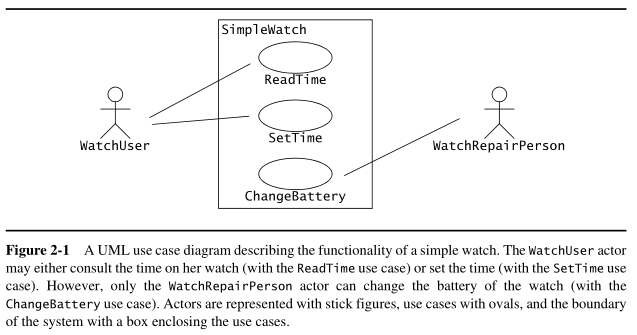 SimpleWatch
ReadTime
SetTime
WatchUser
WatchRepairPerson
ChangeBattery
Figure 2-1 A UML use case diagram describing the functionality of a simple watch. The WatchUser actor
may either consult the time on her watch (with the ReadTime use case) or set the time (with the SetTime use
case). However, only the WatchRepairPerson actor can change the battery of the watch (with the
ChangeBattery use case). Actors are represented with stick figures, use cases with ovals, and the boundary
of the system with a box enclosing the use cases.